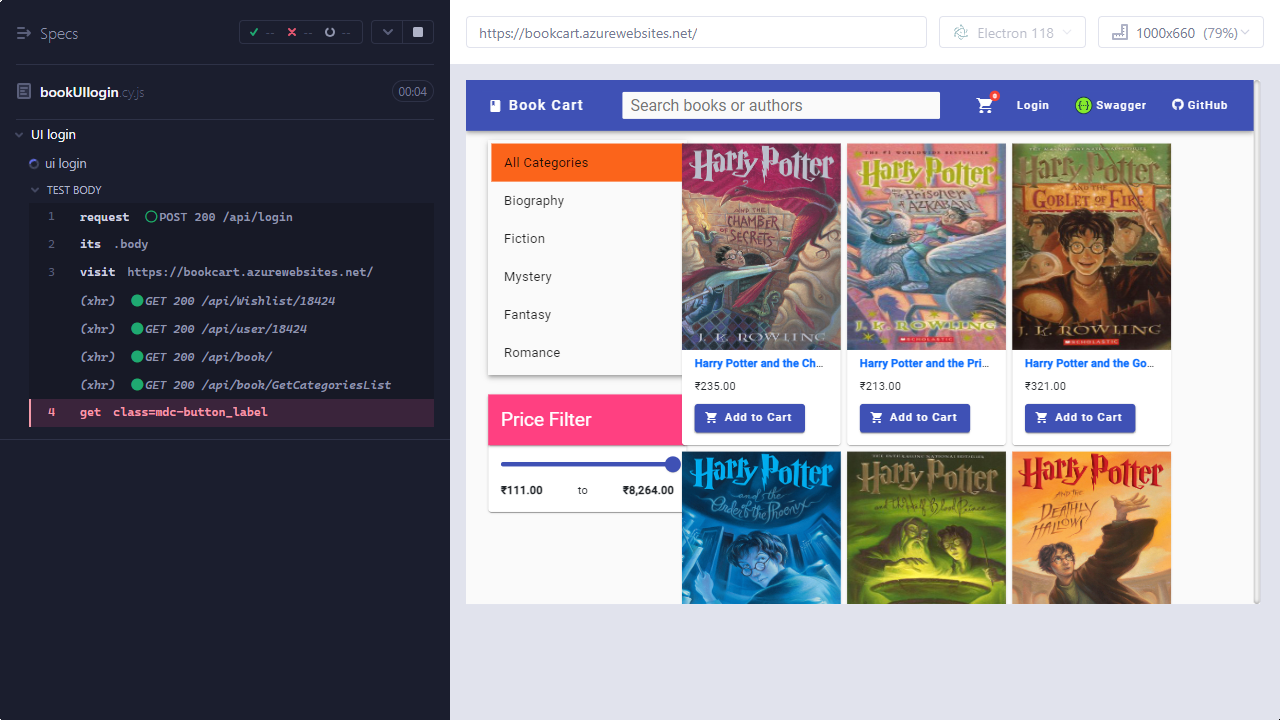 Specs
-- -- --
https://bookcart.azurewebsites.net/
Electron 118
1000x660 (79%)
bookUIlogin.cy.js
00:04
UI login
ui login
TEST BODY
1 request POST 200 /api/login
2 its .body
3 visit https://bookcart.azurewebsites.net/
(xhr) GET 200 /api/Wishlist/18424
(xhr) GET 200 /api/user/18424
(xhr) GET 200 /api/book/
(xhr) GET 200 /api/book/GetCategoriesList
4 get class=mdc-button_label
Book Cart
Search books or authors
0
Login
Swagger
GitHub
All Categories
Biography
Fiction
Mystery
Fantasy
Romance
Price Filter
₹111.00 to ₹8,264.00
Harry Potter
AND THE
CHAMBER
OF
SECRETS
J. K. ROWLING
Harry Potter and the Ch...
₹235.00
Add to Cart
THE #1 WORLDWIDE BESTSELLER
Harry Potter
AND THE
PRISONER
OF
AZKABAN
J. K. ROWLING
SCHOLASTIC
Harry Potter and the Pri...
₹213.00
Add to Cart
Harry Potter
AND THE
GOBLET OF FIRE
J. K. ROWLING
SCHOLASTIC
Harry Potter and the Go...
₹321.00
Add to Cart
Harry Potter
and the
Order of the Phoenix
Harry Potter
and the Half-Blood Prince
Harry Potter
AND THE
DEATHLY
HALLOWS